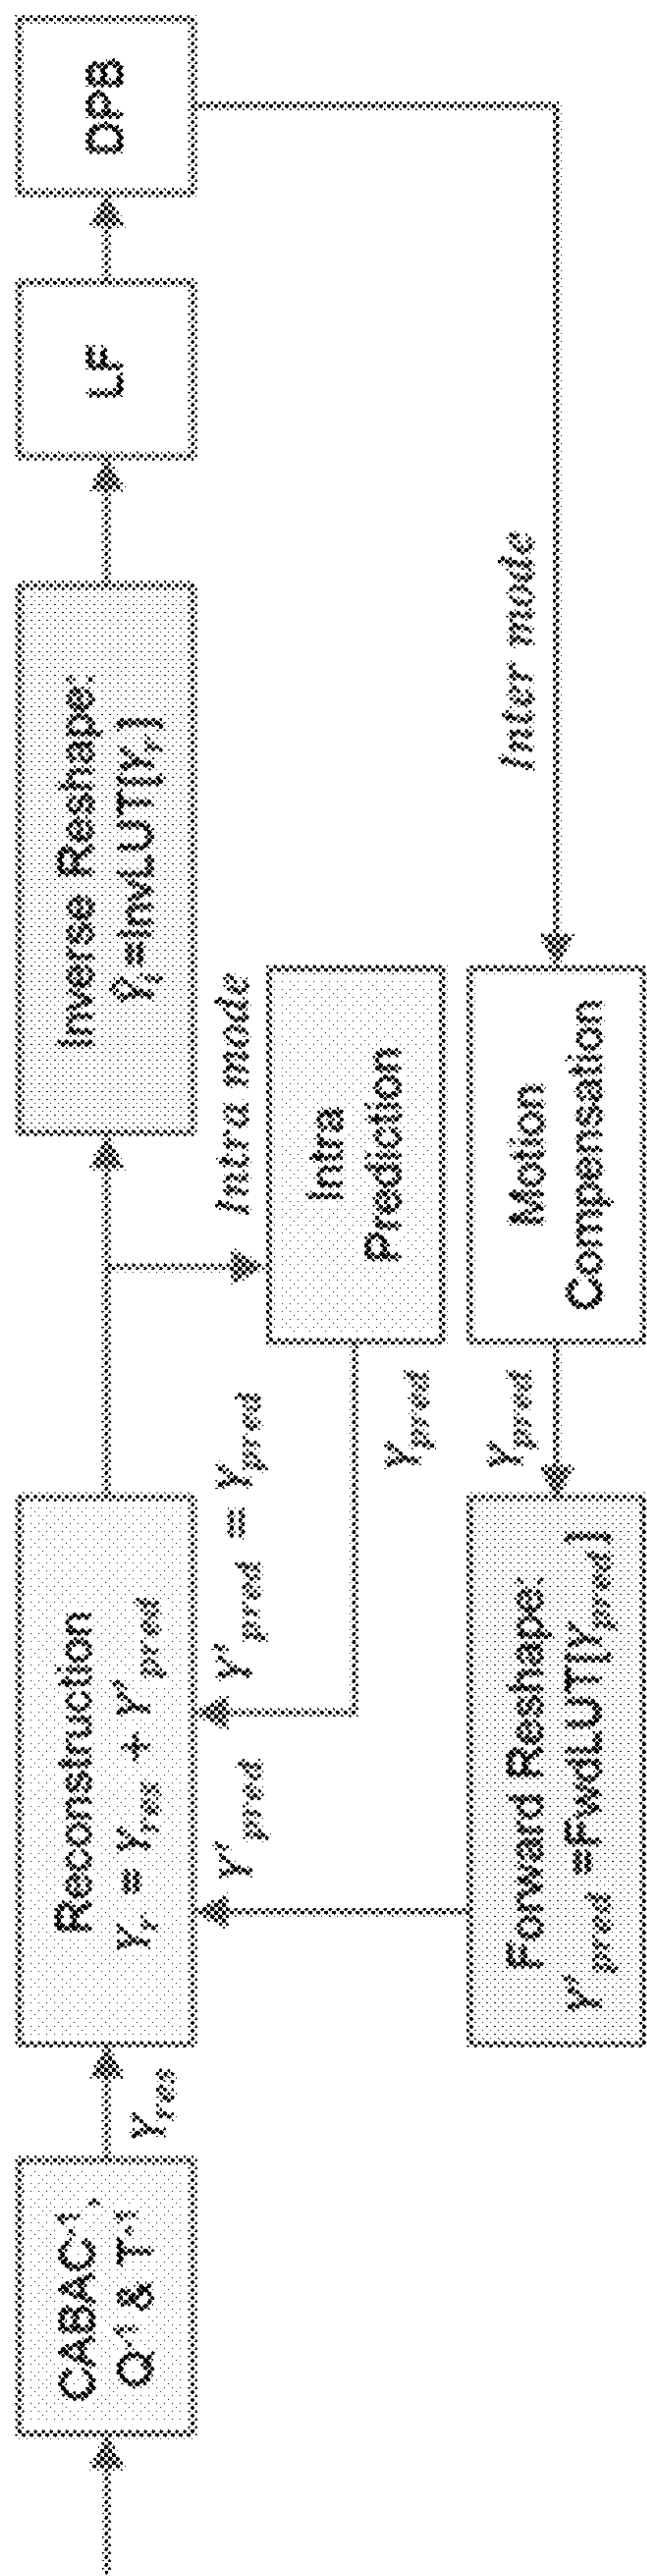 CABAC⁻¹,
Q⁻¹ & T⁻¹
Yres
Reconstruction
Yr = Yres + Y'pred
Inverse Reshape:
Ŷi =InvLUT[Yr]
LF
DPB
Y'pred
Y'pred = Ypred
Intra mode
Intra
Prediction
Ypred
Inter mode
Forward Reshape:
Y'pred =FwdLUT[Ypred]
Ypred
Motion
Compensation